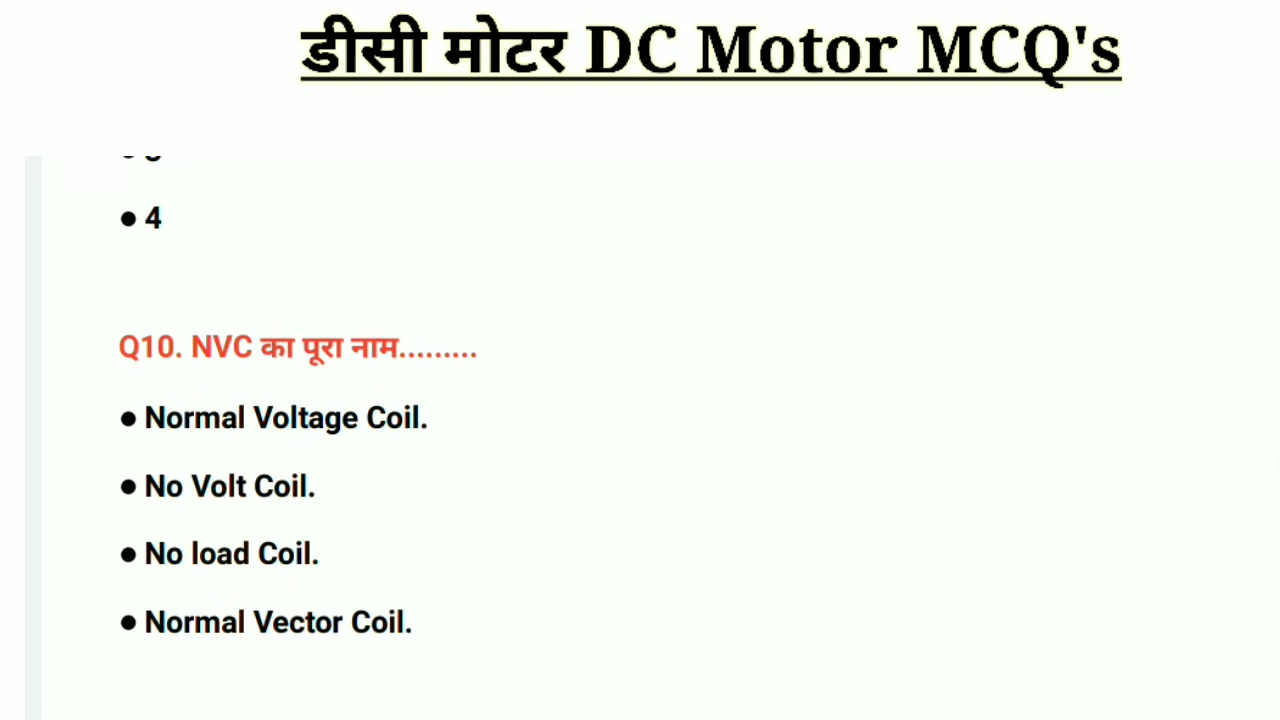 डीसी मोटर DC Motor MCQ's
● 4
Q10. NVC का पूरा नाम.........
● Normal Voltage Coil.
● No Volt Coil.
● No load Coil.
● Normal Vector Coil.